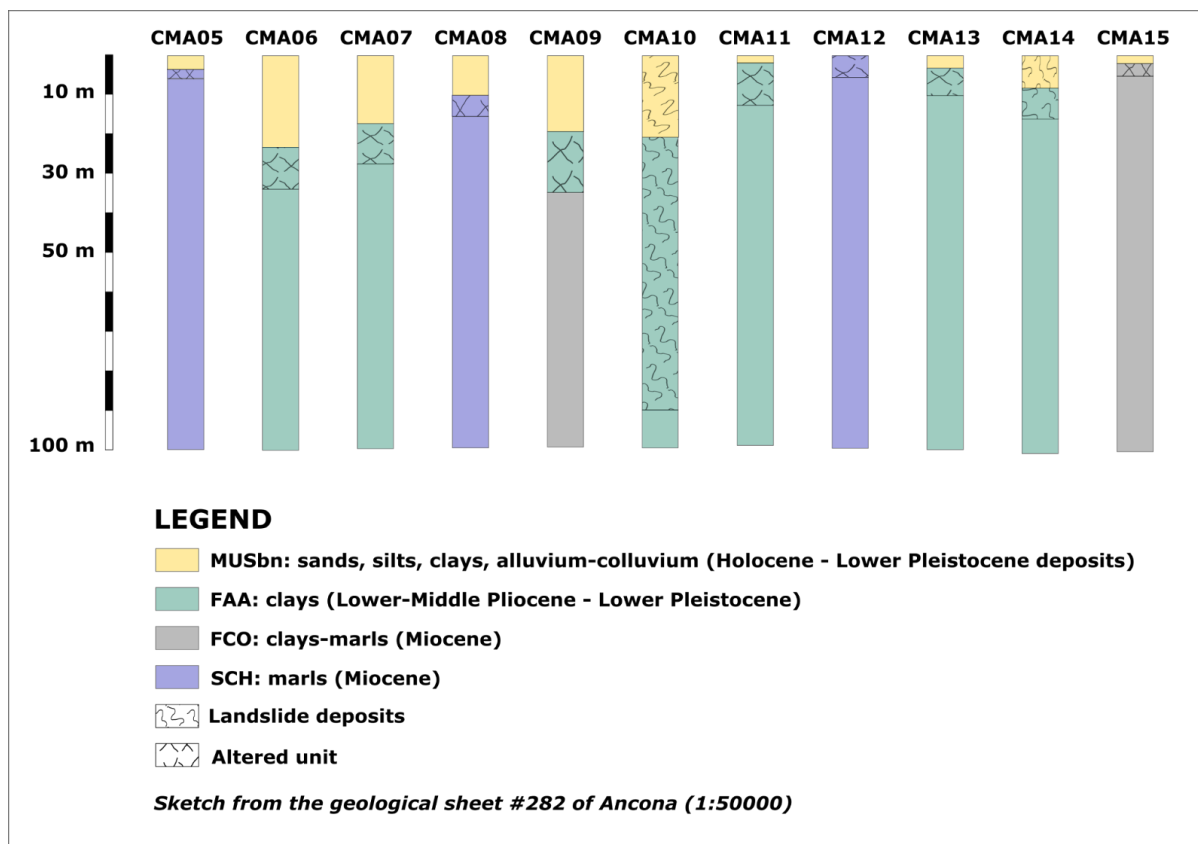 CMA05 CMA06 CMA07 CMA08 CMA09 CMA10 CMA11 CMA12 CMA13 CMA14 CMA15
10 m
30 m
50 m
100 m
LEGEND
MUSbn: sands, silts, clays, alluvium-colluvium (Holocene - Lower Pleistocene deposits)
FAA: clays (Lower-Middle Pliocene - Lower Pleistocene)
FCO: clays-marls (Miocene)
SCH: marls (Miocene)
Landslide deposits
Altered unit
Sketch from the geological sheet #282 of Ancona (1:50000)